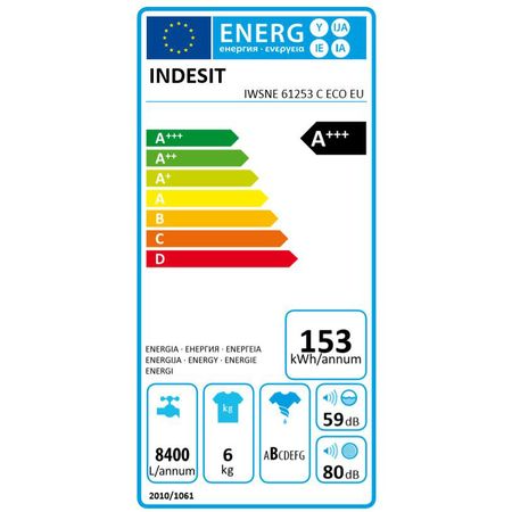 ENERG Y IJA
енергия · ενεργεια IE IA
INDESIT
IWSNE 61253 C ECO EU
A+++ A+++
A++
A+
A
B
C
D
153
kWh/annum
ENERGIA · ЕНЕРГИЯ · ΕΝΕΡΓΕΙΑ
ENERGIJA · ENERGY · ENERGIE
ENERGI
kg
8400
L/annum
6
kg
ABCDEFG
59dB
80dB
2010/1061